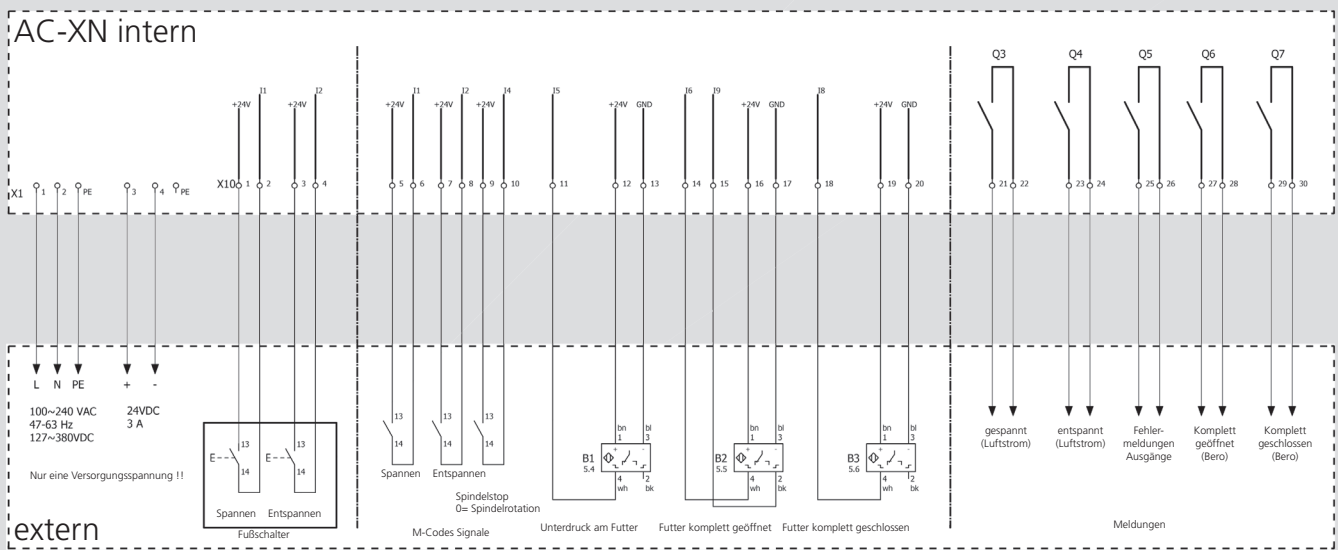 AC-XN intern
Q3 Q4 Q5 Q6 Q7
I1 I2 I1 I2 I4 I5 I6 I9 I8
+24V +24V +24V +24V +24V +24V GND +24V GND +24V GND
X1 1 2 PE 3 4 PE X10 1 2 3 4 5 6 7 8 9 10 11 12 13 14 15 16 17 18 19 20 21 22 23 24 25 26 27 28 29 30
L N PE + -
100~240 VAC
47-63 Hz
127~380VDC
24VDC
3 A
Nur eine Versorgungsspannung !!
E 13
14
E 13
14
Spannen Entspannen
Fußschalter
13
14
13
14
13
14
Spannen Entspannen
Spindelstop
0= Spindelrotation
M-Codes Signale
bn bl
1 3
+ -
B1
5.4
4 2
wh bk
Unterdruck am Futter
bn bl
1 3
+ -
B2
5.5
4 2
wh bk
Futter komplett geöffnet
bn bl
1 3
+ -
B3
5.6
4 2
wh bk
Futter komplett geschlossen
gespannt
(Luftstrom)
entspannt
(Luftstrom)
Fehler-
meldungen
Ausgänge
Komplett
geöffnet
(Bero)
Komplett
geschlossen
(Bero)
Meldungen
extern